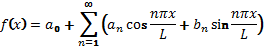 f(x) = a₀ + ∑_{n=1}^{∞} (aₙ cos nπx/L + bₙ sin nπx/L)